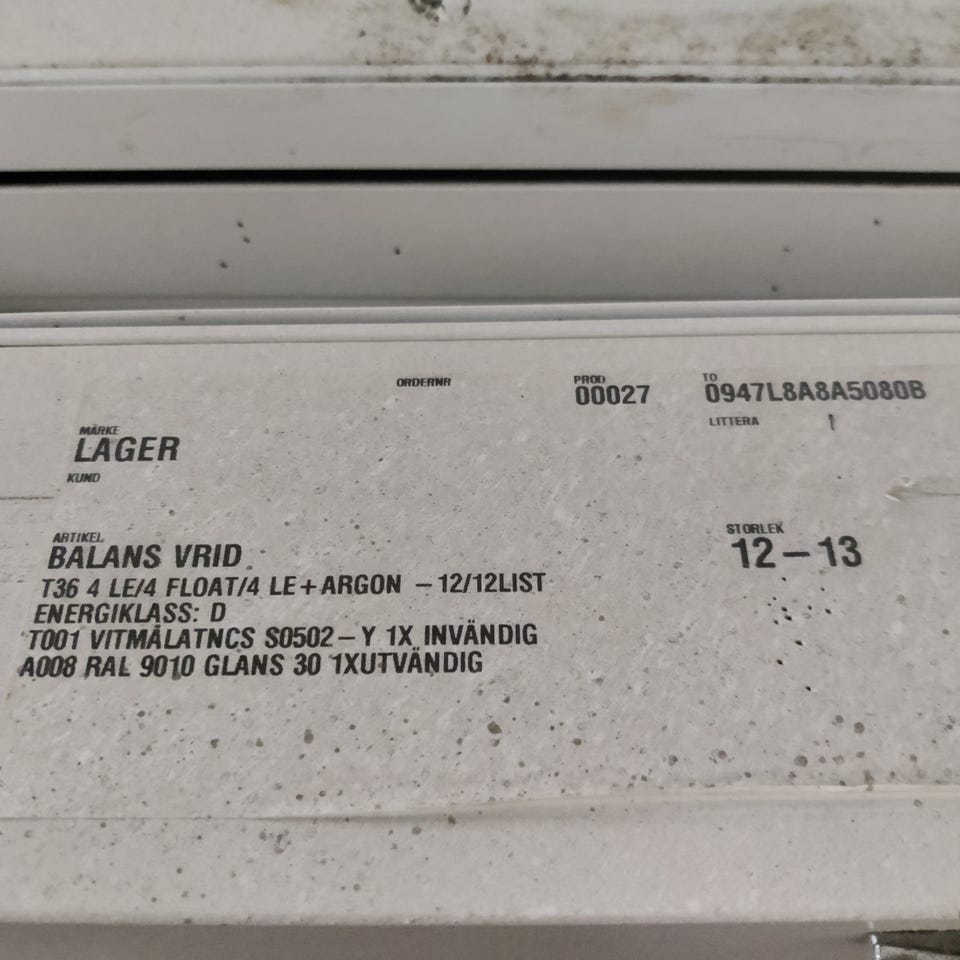 ORDERNR
PROD
00027
TO
0947L8A8A5080B
LITTERA
MÄRKE
LAGER
KUND
ARTIKEL
BALANS VRID
STORLEK
12-13
T36 4 LE/4 FLOAT/4 LE+ARGON -12/12LIST
ENERGIKLASS: D
T001 VITMÅLATNCS S0502-Y 1X INVÄNDIG
A008 RAL 9010 GLANS 30 1XUTVÄNDIG